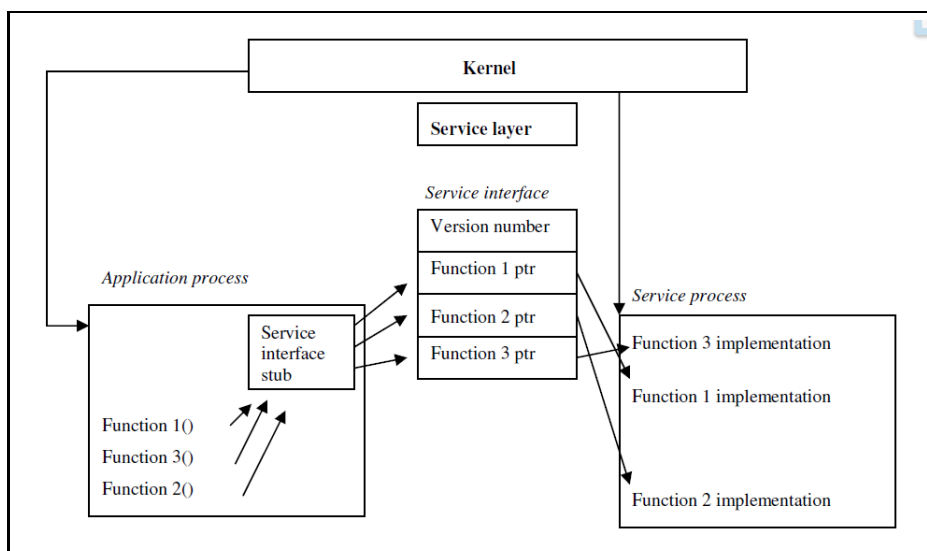 Kernel
Service layer
Service interface
Version number
Function 1 ptr
Function 2 ptr
Function 3 ptr
Application process
Service
interface
stub
Function 1()
Function 3()
Function 2()
Service process
Function 3 implementation
Function 1 implementation
Function 2 implementation